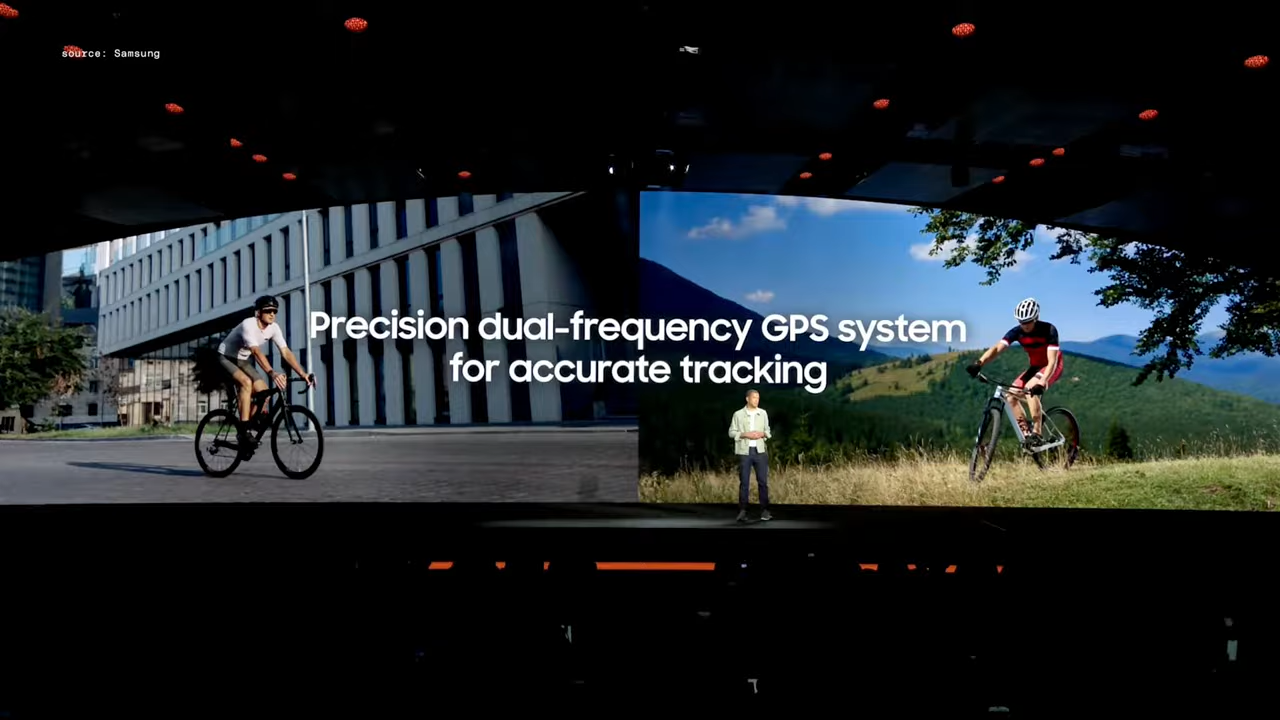 source: Samsung
Precision dual-frequency GPS system
for accurate tracking